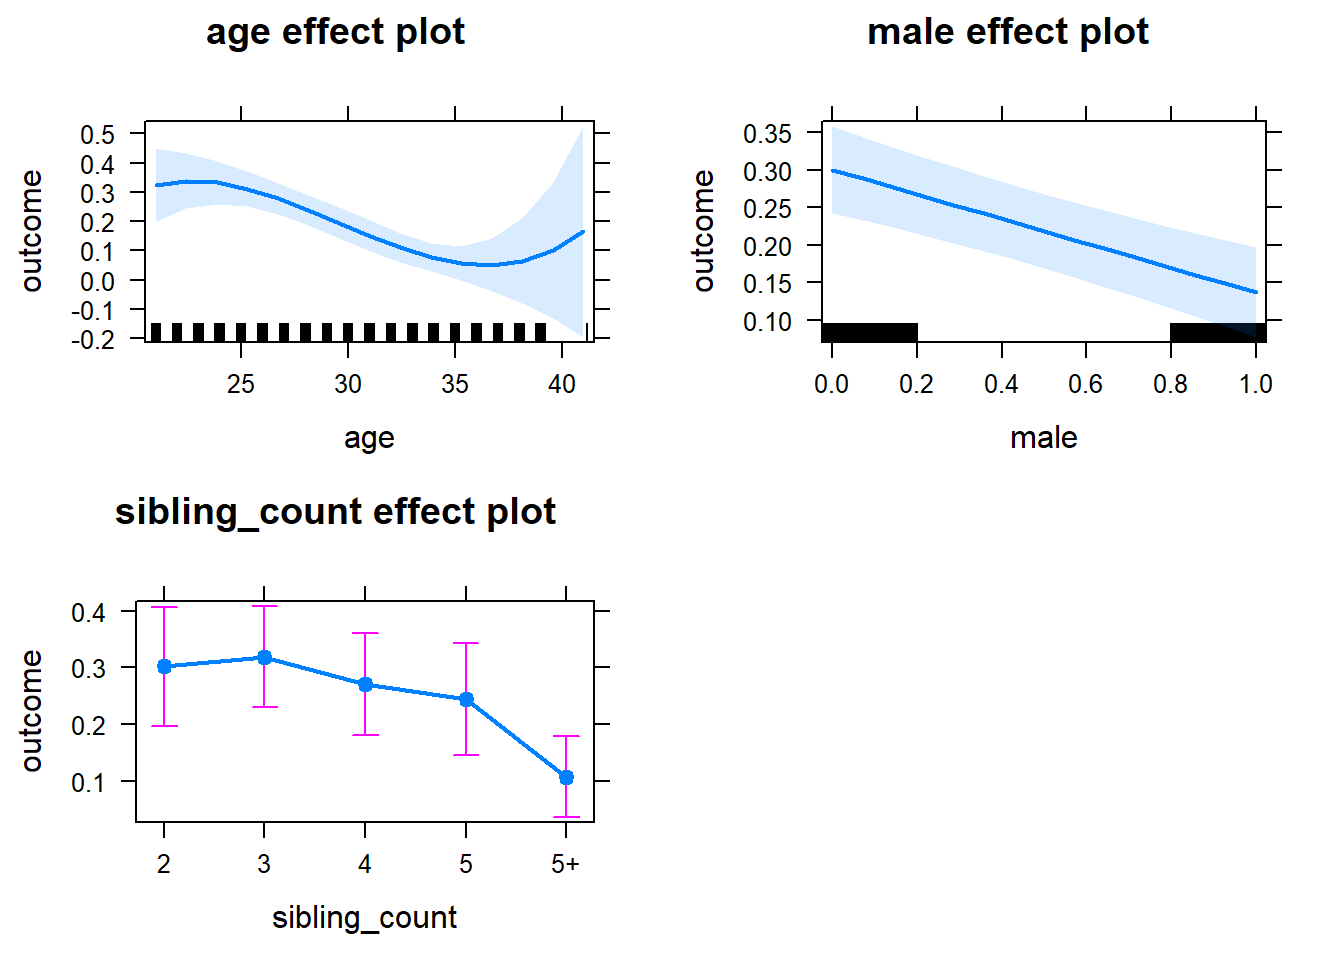 age effect plot
outcome
0.5
0.4
0.3
0.2
0.1
0.0
-0.1
-0.2
25 30 35 40
age
male effect plot
outcome
0.35
0.30
0.25
0.20
0.15
0.10
0.0 0.2 0.4 0.6 0.8 1.0
male
sibling_count effect plot
outcome
0.4
0.3
0.2
0.1
2 3 4 5 5+
sibling_count